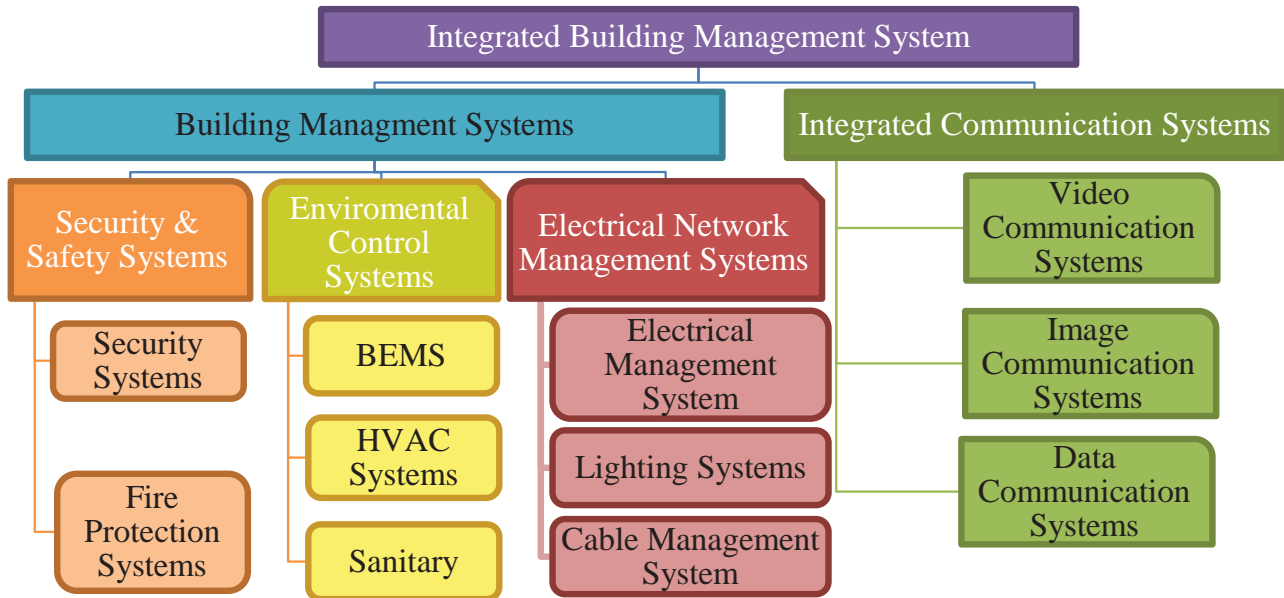 Integrated Building Management System
Building Managment Systems
Integrated Communication Systems
Security &
Safety Systems
Enviromental
Control
Systems
Electrical Network
Management Systems
Security
Systems
Fire
Protection
Systems
BEMS
HVAC
Systems
Sanitary
Electrical
Management
System
Lighting Systems
Cable Management
System
Video
Communication
Systems
Image
Communication
Systems
Data
Communication
Systems